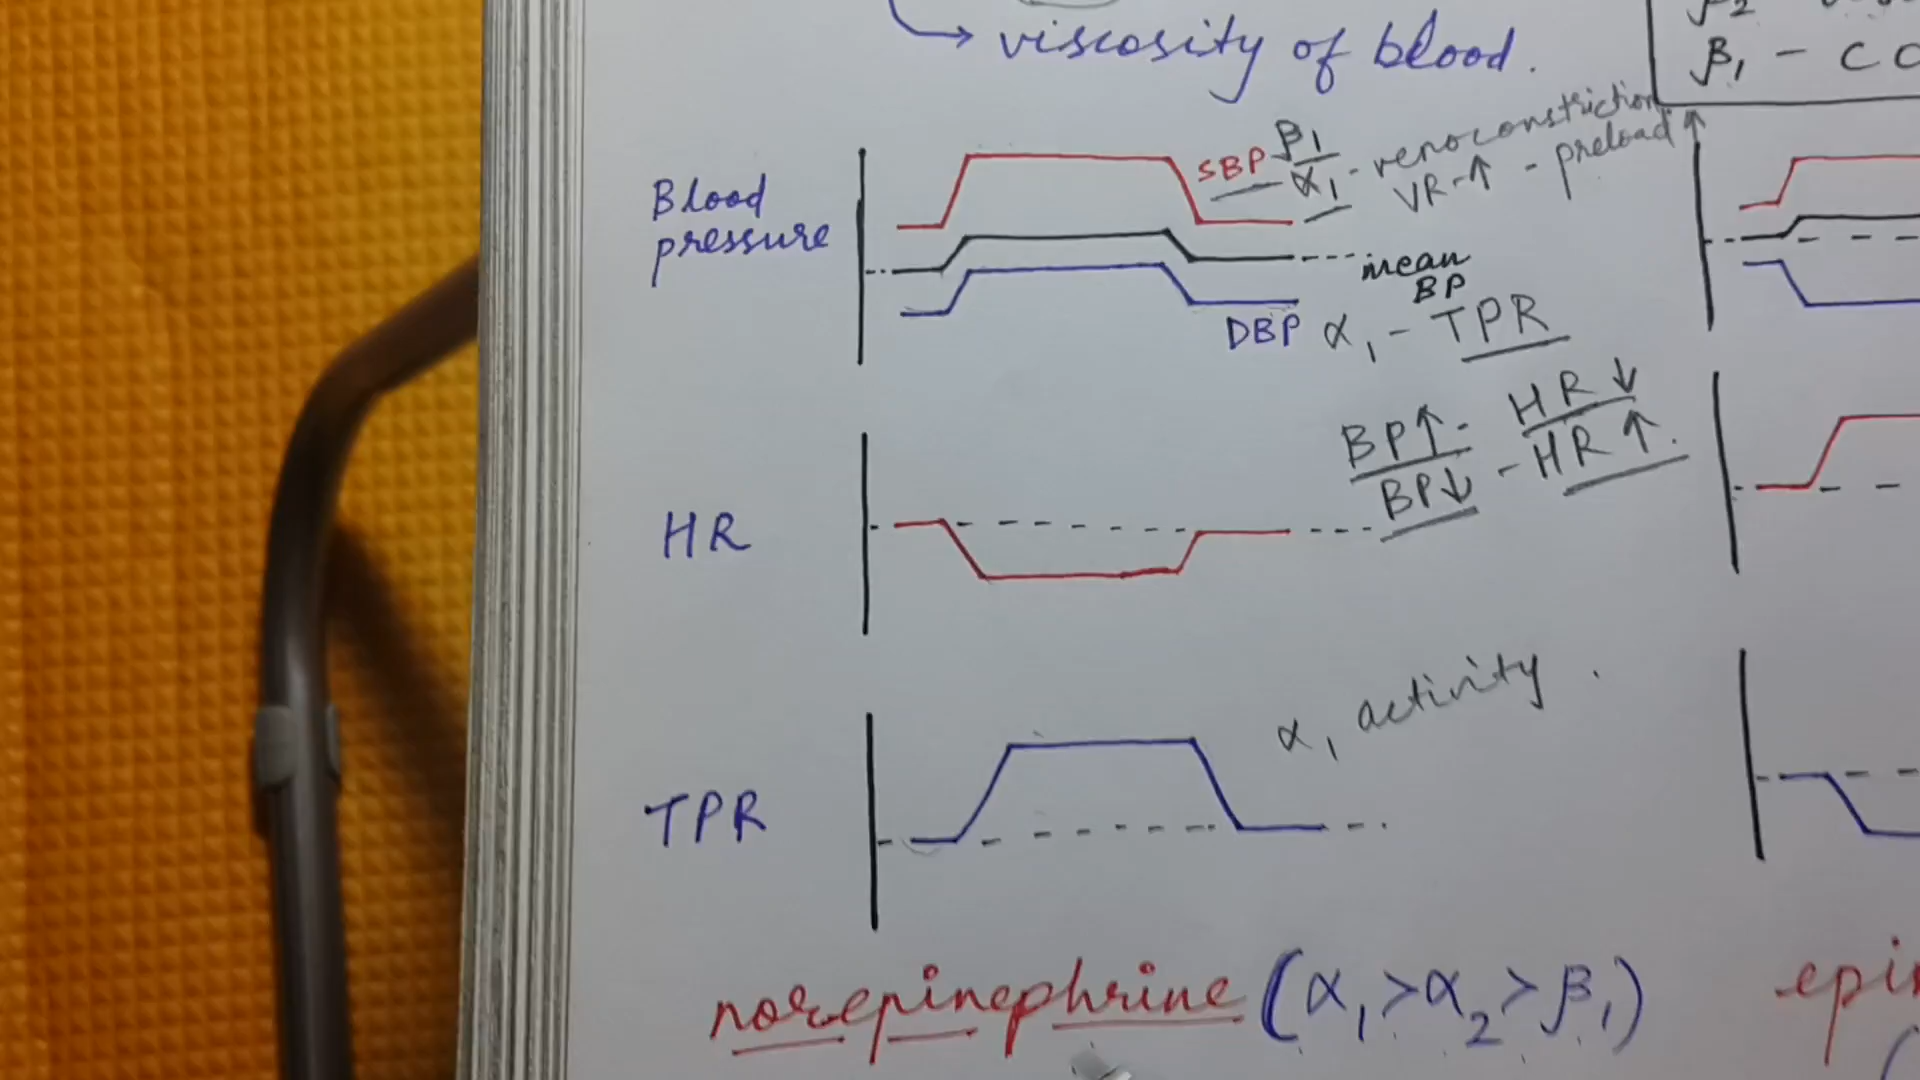 viscosity of blood.
β1 - CO
Blood
pressure
SBP
β1
α1 - venoconstriction
VR-↑ - preload
mean
BP
DBP α1 - TPR
BP↑ - HR↓
BP↓ - HR↑.
HR
α1 activity.
TPR
norepinephrine (α1>α2>β1)